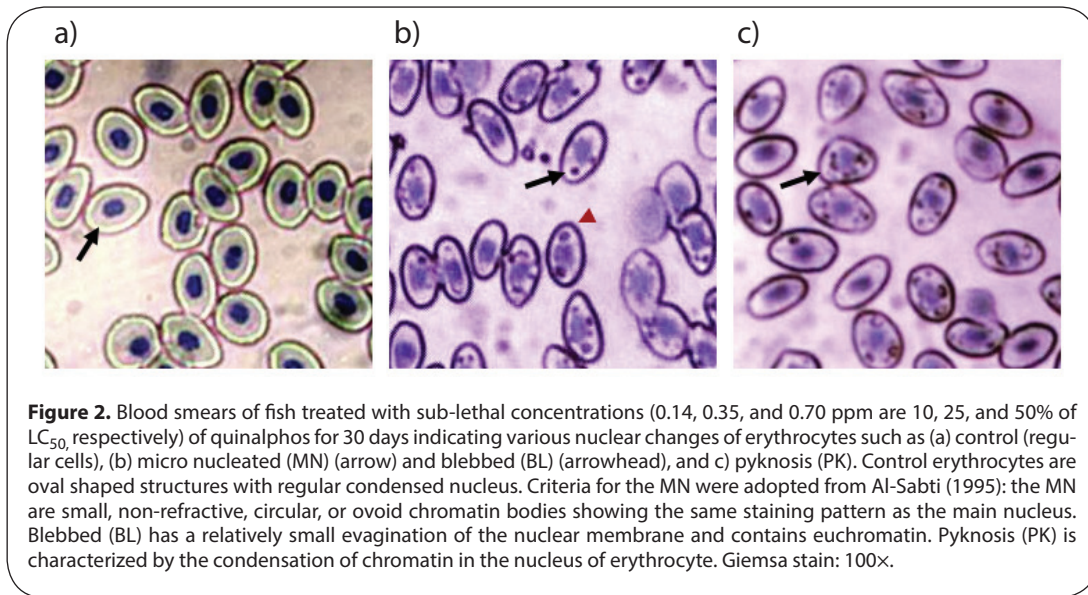 a) b) c)
Figure 2. Blood smears of fish treated with sub-lethal concentrations (0.14, 0.35, and 0.70 ppm are 10, 25, and 50% of
LC50, respectively) of quinalphos for 30 days indicating various nuclear changes of erythrocytes such as (a) control (regu-
lar cells), (b) micro nucleated (MN) (arrow) and blebbed (BL) (arrowhead), and c) pyknosis (PK). Control erythrocytes are
oval shaped structures with regular condensed nucleus. Criteria for the MN were adopted from Al-Sabti (1995): the MN
are small, non-refractive, circular, or ovoid chromatin bodies showing the same staining pattern as the main nucleus.
Blebbed (BL) has a relatively small evagination of the nuclear membrane and contains euchromatin. Pyknosis (PK) is
characterized by the condensation of chromatin in the nucleus of erythrocyte. Giemsa stain: 100×.